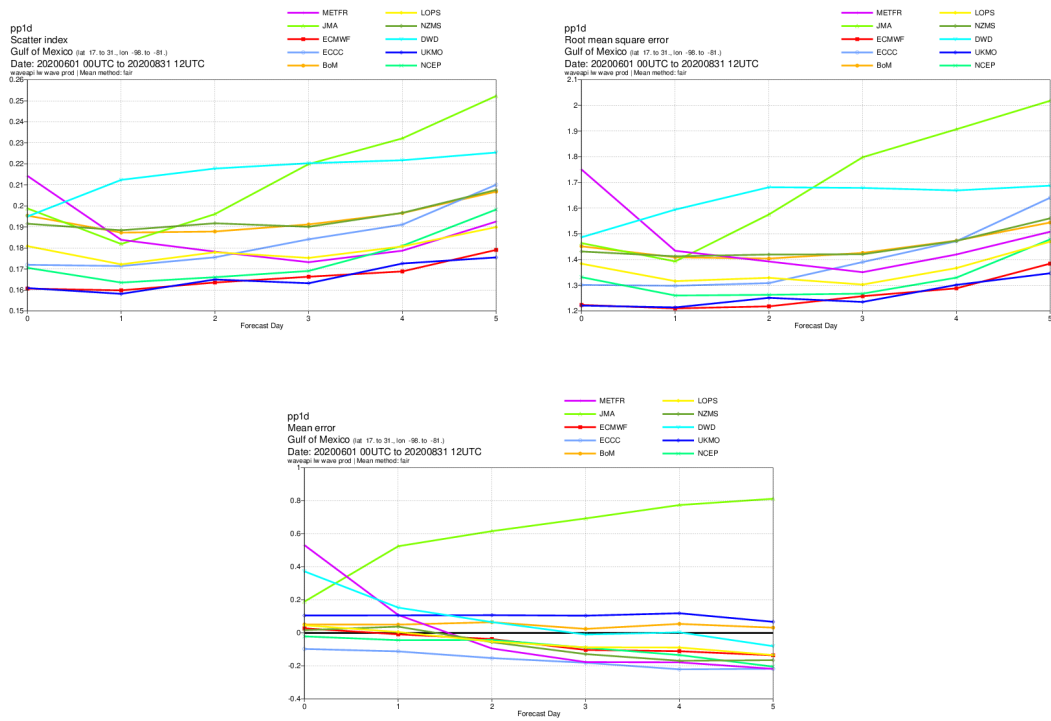 pp1d
Scatter index
Gulf of Mexico (lat 17. to 31., lon -98. to -81.)
Date: 20200601 00UTC to 20200831 12UTC
waveapi lw wave prod | Mean method: fair
METFR
JMA
ECMWF
ECCC
BoM
LOPS
NZMS
DWD
UKMO
NCEP
0.26
0.25
0.24
0.23
0.22
0.21
0.2
0.19
0.18
0.17
0.16
0.15
0 1 2 3 4 5
Forecast Day
pp1d
Root mean square error
Gulf of Mexico (lat 17. to 31., lon -98. to -81.)
Date: 20200601 00UTC to 20200831 12UTC
waveapi lw wave prod | Mean method: fair
METFR
JMA
ECMWF
ECCC
BoM
LOPS
NZMS
DWD
UKMO
NCEP
2.1
2
1.9
1.8
1.7
1.6
1.5
1.4
1.3
1.2
0 1 2 3 4 5
Forecast Day
pp1d
Mean error
Gulf of Mexico (lat 17. to 31., lon -98. to -81.)
Date: 20200601 00UTC to 20200831 12UTC
waveapi lw wave prod | Mean method: fair
METFR
JMA
ECMWF
ECCC
BoM
LOPS
NZMS
DWD
UKMO
NCEP
1
0.8
0.6
0.4
0.2
0
-0.2
-0.4
0 1 2 3 4 5
Forecast Day